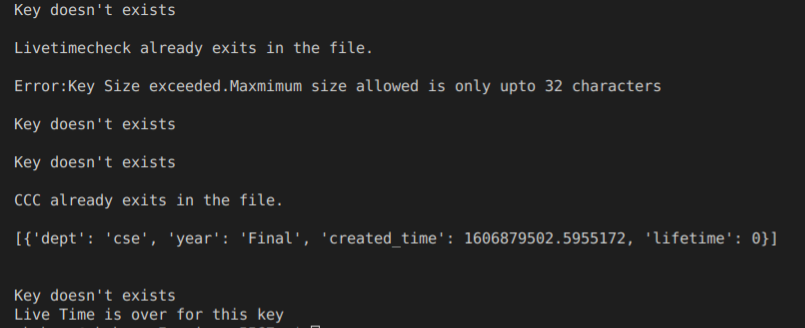 Key doesn't exists
Livetimecheck already exits in the file.
Error:Key Size exceeded.Maxmimum size allowed is only upto 32 characters
Key doesn't exists
Key doesn't exists
CCC already exits in the file.
[{'dept': 'cse', 'year': 'Final', 'created_time': 1606879502.5955172, 'lifetime': 0}]
Key doesn't exists
Live Time is over for this key